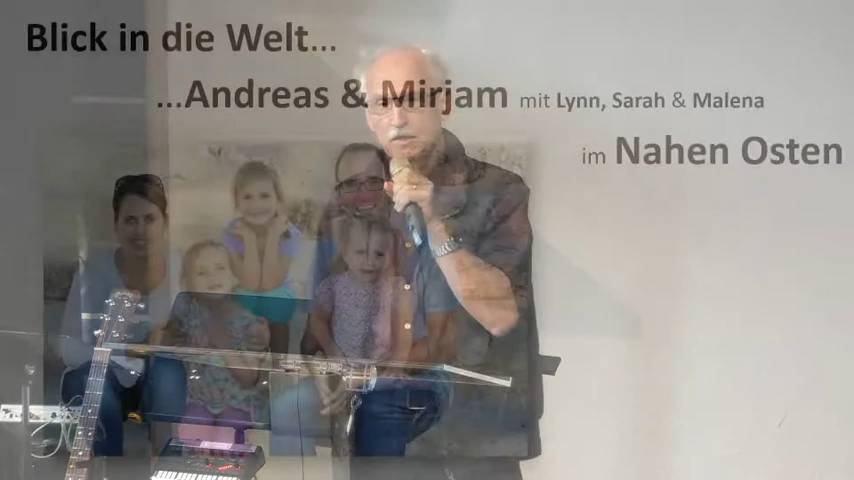 Blick in die Welt...
...Andreas & Mirjam mit Lynn, Sarah & Malena
im Nahen Osten